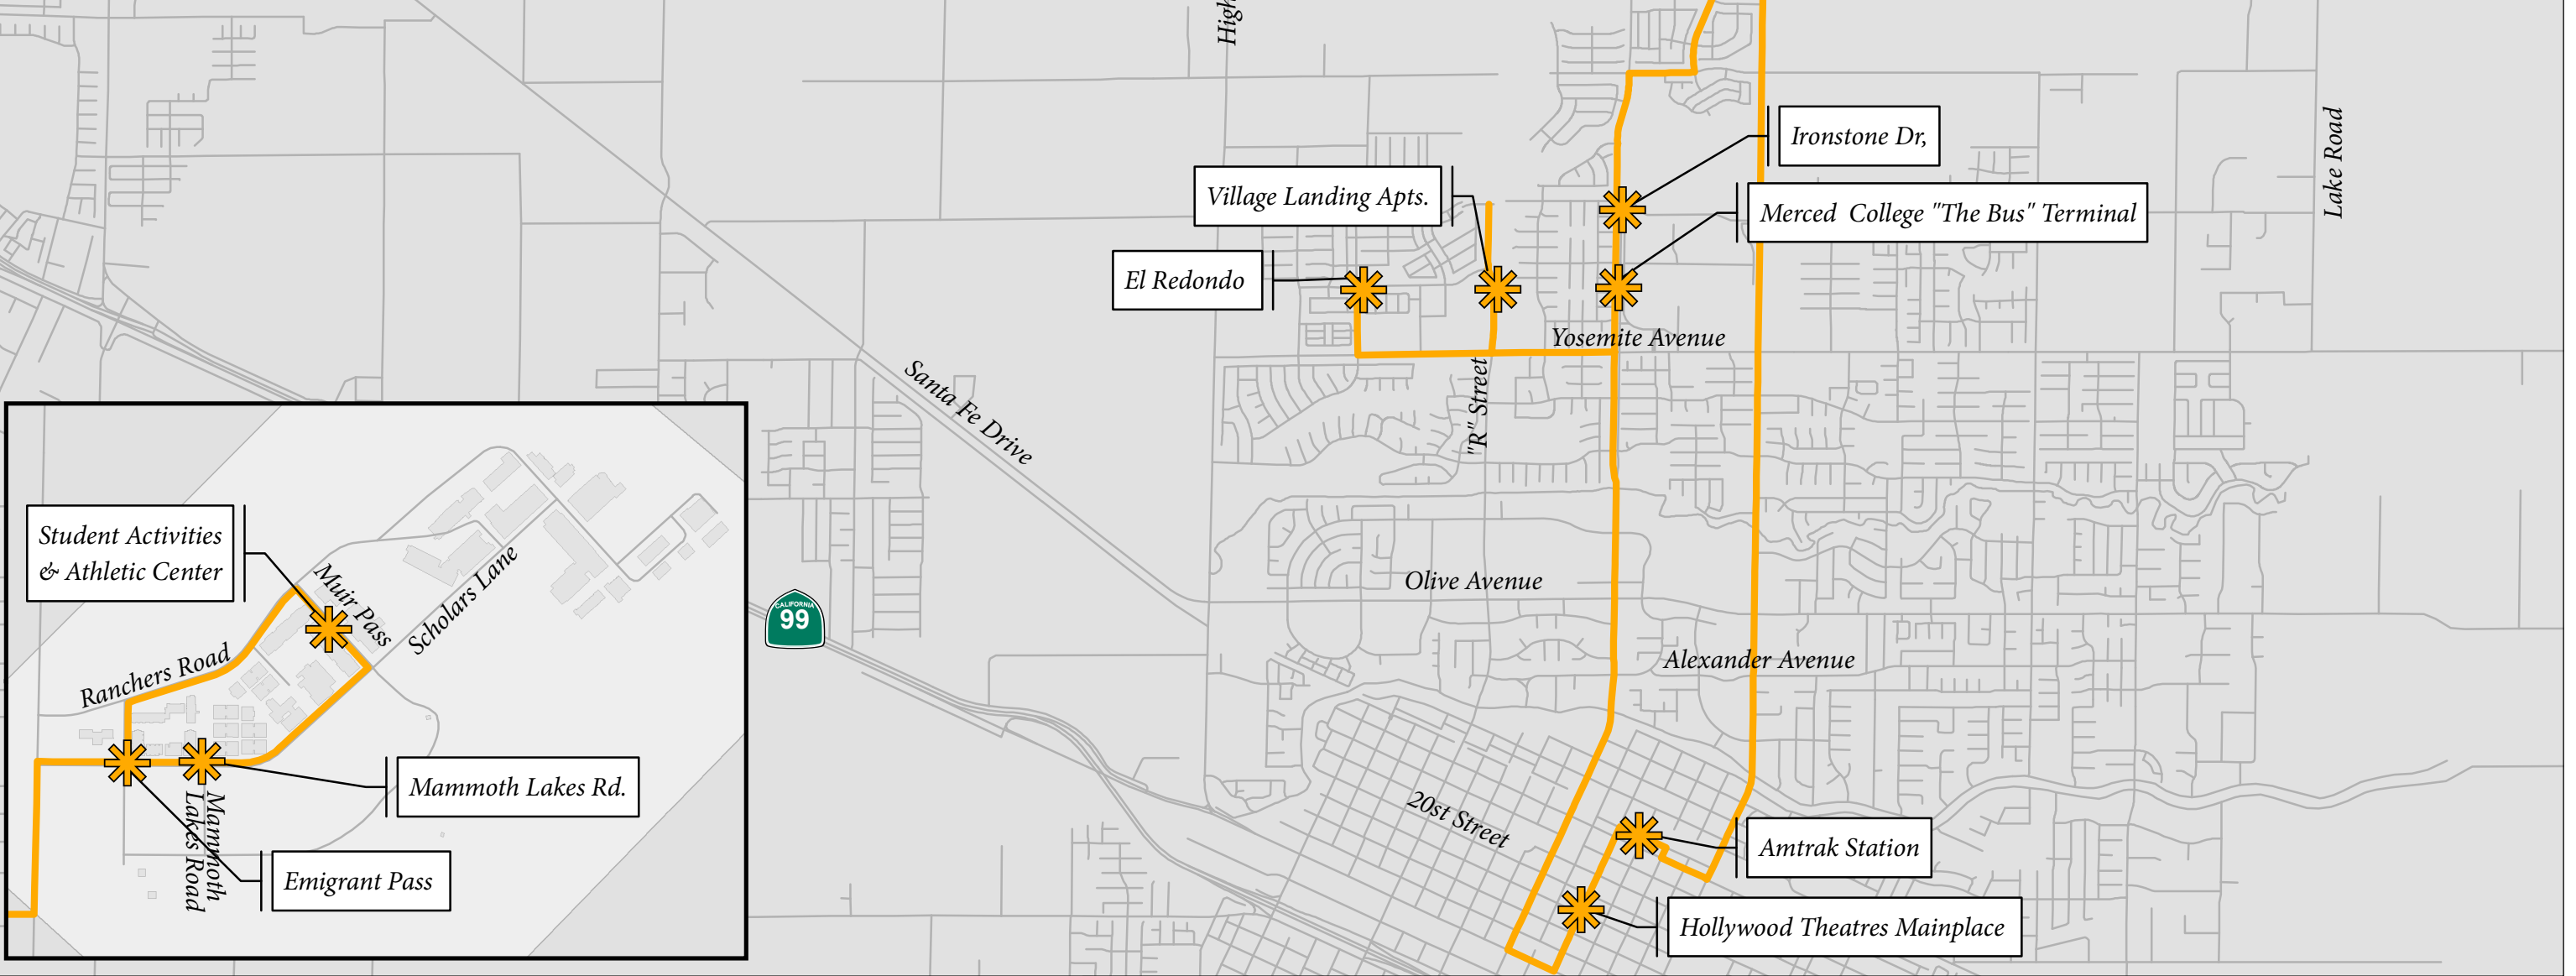 High
Ironstone Dr,
Lake Road
Village Landing Apts.
Merced College "The Bus" Terminal
El Redondo
Yosemite Avenue
"R" Street
Santa Fe Drive
Student Activities
& Athletic Center
Muir Pass
Scholars Lane
Olive Avenue
CALIFORNIA
99
Ranchers Road
Alexander Avenue
Mammoth Lakes Rd.
Mammoth
Lakes Road
20st Street
Amtrak Station
Emigrant Pass
Hollywood Theatres Mainplace